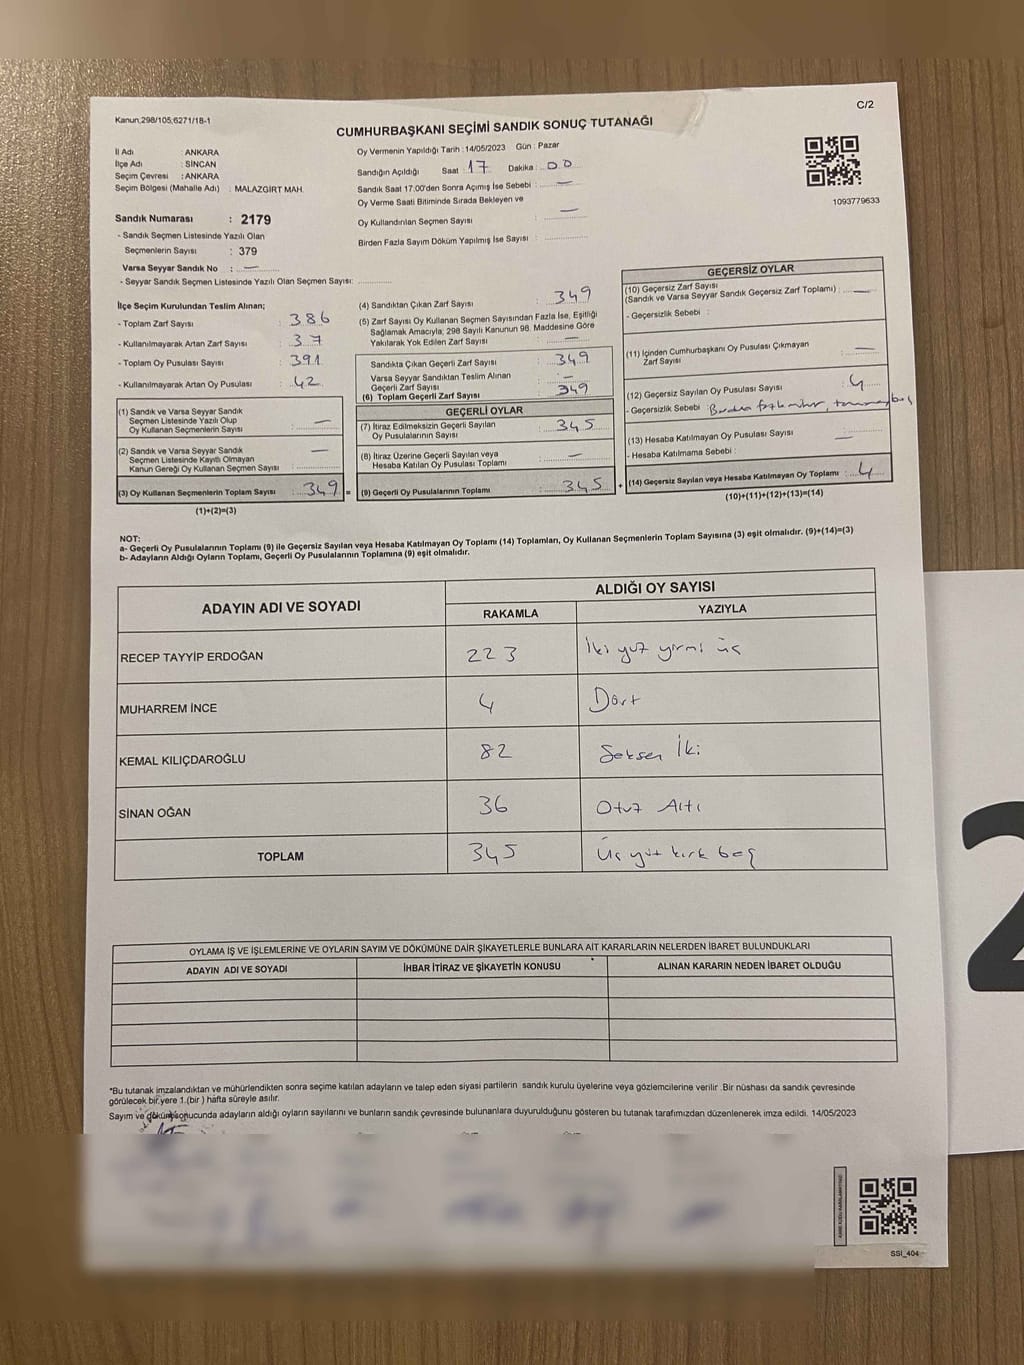 C/2
Kanun,298/105,6271/18-1
CUMHURBAŞKANI SEÇİMİ SANDIK SONUÇ TUTANAĞI
İl Adı : ANKARA
İlçe Adı : SİNCAN
Seçim Çevresi : ANKARA
Seçim Bölgesi (Mahalle Adı) : MALAZGİRT MAH.
Sandık Numarası : 2179
- Sandık Seçmen Listesinde Yazılı Olan
Seçmenlerin Sayısı : 379
Varsa Seyyar Sandık No : —
- Seyyar Sandık Seçmen Listesinde Yazılı Olan Seçmen Sayısı:
Oy Vermenin Yapıldığı Tarih :14/05/2023 Gün : Pazar
Sandığın Açıldığı Saat : 17 Dakika : 00
Sandık Saat 17:00'den Sonra Açımış İse Sebebi : —
Oy Verme Saati Bitiminde Sırada Bekleyen ve
Oy Kullandırılan Seçmen Sayısı : —
Birden Fazla Sayım Döküm Yapılmış İse Sayısı :
1093779633
İlçe Seçim Kurulundan Teslim Alınan;
- Toplam Zarf Sayısı : 386
- Kullanılmayarak Artan Zarf Sayısı : 37
- Toplam Oy Pusulası Sayısı : 391
- Kullanılmayarak Artan Oy Pusulası : 42
(1) Sandık ve Varsa Seyyar Sandık
Seçmen Listesinde Yazılı Olup
Oy Kullanan Seçmenlerin Sayısı : —
(2) Sandık ve Varsa Seyyar Sandık
Seçmen Listesinde Kayıtlı Olmayan
Kanun Gereği Oy Kullanan Seçmen Sayısı : —
(3) Oy Kullanan Seçmenlerin Toplam Sayısı : 349 =
(1)+(2)=(3)
(4) Sandıktan Çıkan Zarf Sayısı : 349
(5) Zarf Sayısı Oy Kullanan Seçmen Sayısından Fazla İse, Eşitliği
Sağlamak Amacıyla; 298 Sayılı Kanunun 98. Maddesine Göre
Yakılarak Yok Edilen Zarf Sayısı : —
Sandıkta Çıkan Geçerli Zarf Sayısı : 349
Varsa Seyyar Sandıktan Teslim Alınan
Geçerli Zarf Sayısı : —
(6) Toplam Geçerli Zarf Sayısı : 349
GEÇERLİ OYLAR
(7) İtiraz Edilmeksizin Geçerli Sayılan
Oy Pusulalarının Sayısı : 345
(8) İtiraz Üzerine Geçerli Sayılan veya
Hesaba Katılan Oy Pusulası Toplamı : —
(9) Geçerli Oy Pusulalarının Toplamı : 345 +
GEÇERSİZ OYLAR
(10) Geçersiz Zarf Sayısı
(Sandık ve Varsa Seyyar Sandık Geçersiz Zarf Toplamı) : —
- Geçersizlik Sebebi :
(11) İçinden Cumhurbaşkanı Oy Pusulası Çıkmayan
Zarf Sayısı : —
(12) Geçersiz Sayılan Oy Pusulası Sayısı : 4
- Geçersizlik Sebebi :
(13) Hesaba Katılmayan Oy Pusulası Sayısı : —
- Hesaba Katılmama Sebebi :
(14) Geçersiz Sayılan veya Hesaba Katılmayan Oy Toplamı : 4
(10)+(11)+(12)+(13)=(14)
NOT:
a- Geçerli Oy Pusulalarının Toplamı (9) ile Geçersiz Sayılan veya Hesaba Katılmayan Oy Toplamı (14) Toplamları, Oy Kullanan Seçmenlerin Toplam Sayısına (3) eşit olmalıdır. (9)+(14)=(3)
b- Adayların Aldığı Oyların Toplamı, Geçerli Oy Pusulalarının Toplamına (9) eşit olmalıdır.
ADAYIN ADI VE SOYADI ALDIĞI OY SAYISI
RAKAMLA YAZIYLA
RECEP TAYYİP ERDOĞAN 223 İki yüz yirmi üç
MUHARREM İNCE 4 Dört
KEMAL KILIÇDAROĞLU 82 Seksen İki
SİNAN OĞAN 36 Otuz Altı
TOPLAM 345 Üç yüz kırk beş
OYLAMA İŞ VE İŞLEMLERİNE VE OYLARIN SAYIM VE DÖKÜMÜNE DAİR ŞİKAYETLERLE BUNLARA AİT KARARLARIN NELERDEN İBARET BULUNDUKLARI
ADAYIN ADI VE SOYADI İHBAR İTİRAZ VE ŞİKAYETİN KONUSU ALINAN KARARIN NEDEN İBARET OLDUĞU
*Bu tutanak imzalandıktan ve mühürlendikten sonra seçime katılan adayların ve talep eden siyasi partilerin sandık kurulu üyelerine veya gözlemcilerine verilir .Bir nüshası da sandık çevresinde
görülecek bir yere 1.(bir ) hafta süreyle asılır.
Sayım ve dökümü sonucunda adayların aldığı oyların sayılarını ve bunların sandık çevresinde bulunanlara duyurulduğunu gösteren bu tutanak tarafımızdan düzenlenerek imza edildi. 14/05/2023
2
SSI_404